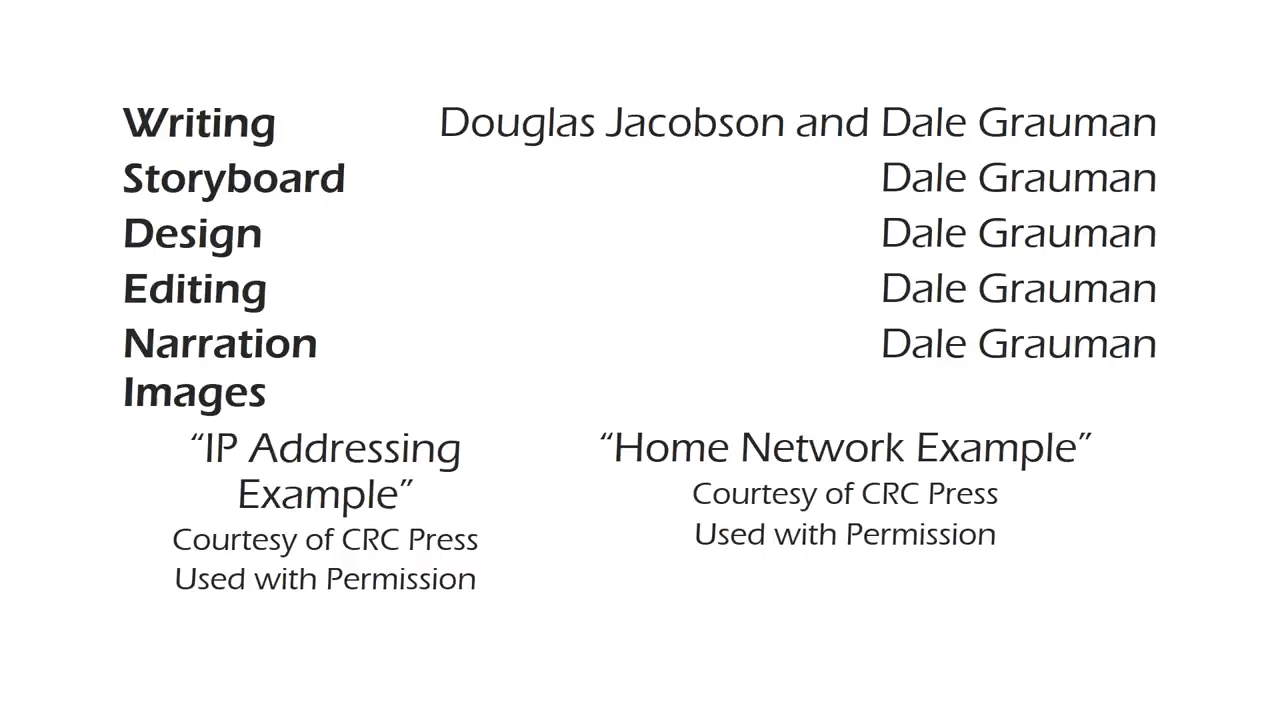 Writing Douglas Jacobson and Dale Grauman
Storyboard Dale Grauman
Design Dale Grauman
Editing Dale Grauman
Narration Dale Grauman
Images
“IP Addressing
Example”
Courtesy of CRC Press
Used with Permission
“Home Network Example”
Courtesy of CRC Press
Used with Permission